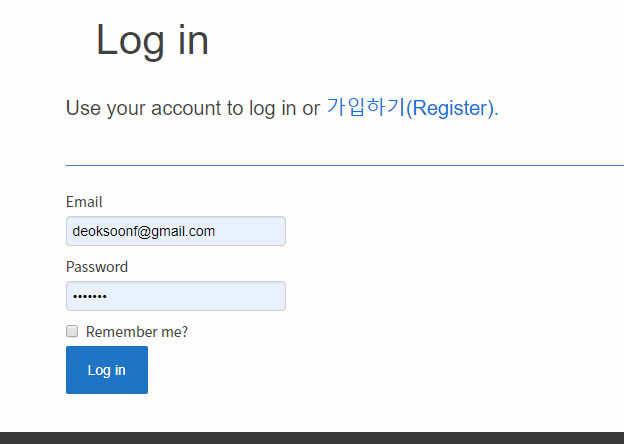 Log in
Use your account to log in or 가입하기(Register).
Email
deoksoonf@gmail.com
Password
•••••••
Remember me?
Log in